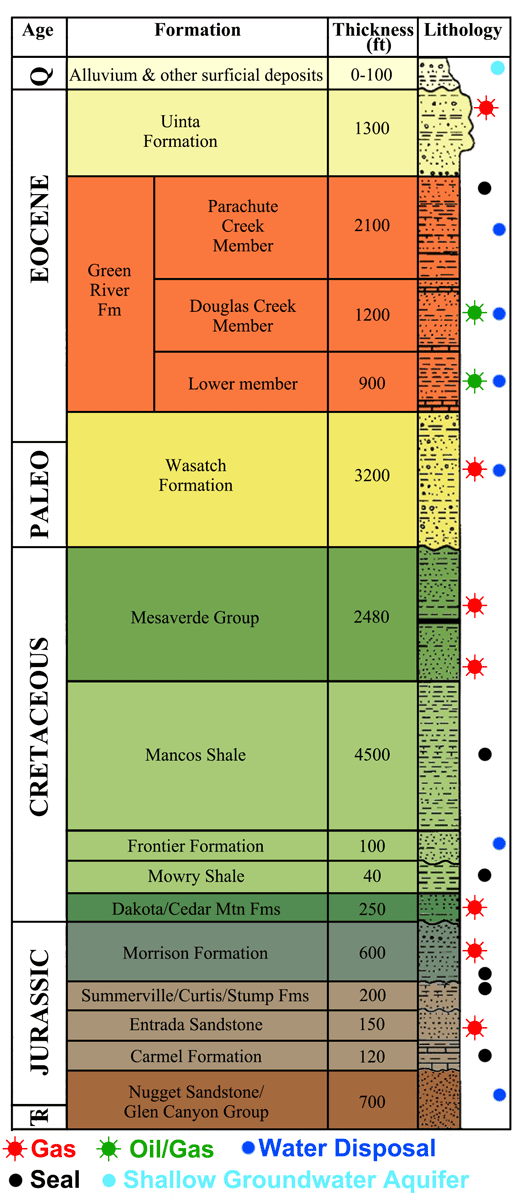 Age Formation Thickness (ft) Lithology
Q
Alluvium & other surficial deposits 0-100
EOCENE
Uinta
Formation
1300
Green
River
Fm
Parachute
Creek
Member
2100
Douglas Creek
Member
1200
Lower member 900
PALEO
Wasatch
Formation
3200
CRETACEOUS
Mesaverde Group 2480
Mancos Shale 4500
Frontier Formation 100
Mowry Shale 40
Dakota/Cedar Mtn Fms 250
JURASSIC
Morrison Formation 600
Summerville/Curtis/Stump Fms 200
Entrada Sandstone 150
Carmel Formation 120
Ꞇ
Nugget Sandstone/
Glen Canyon Group
700
Gas Oil/Gas Water Disposal
Seal Shallow Groundwater Aquifer